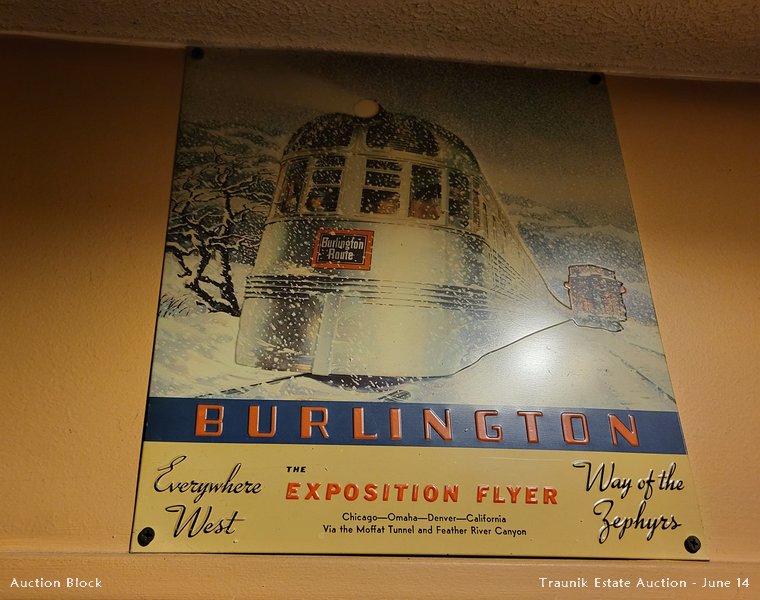 Burlington
Route
BURLINGTON
Everywhere
West
THE
EXPOSITION FLYER
Chicago—Omaha—Denver—California
Via the Moffat Tunnel and Feather River Canyon
Way of the
Zephyrs
Auction Block
Traunik Estate Auction - June 14